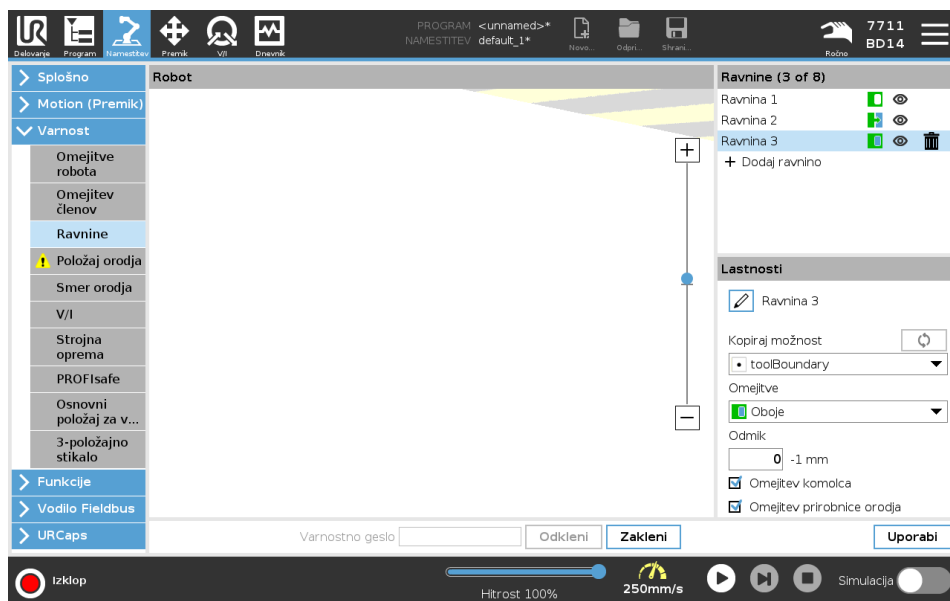 PROGRAM <unnamed>*
NAMESTITEV default_1*
7711
BD14
Delovanje Program Namestitev Premik V/I Dnevnik Novo... Odpri... Shrani... Ročno
Splošno
Motion (Premik)
Varnost
Omejitve
robota
Omejitev
členov
Ravnine
Položaj orodja
Smer orodja
V/I
Strojna
oprema
PROFIsafe
Osnovni
položaj za v...
3-položajno
stikalo
Funkcije
Vodilo Fieldbus
URCaps
Robot
Ravnine (3 of 8)
Ravnina 1
Ravnina 2
Ravnina 3
+ Dodaj ravnino
Lastnosti
Ravnina 3
Kopiraj možnost
toolBoundary
Omejitve
Oboje
Odmik
0 -1 mm
Omejitev komolca
Omejitev prirobnice orodja
Varnostno geslo Odkleni Zakleni Uporabi
Izklop
Hitrost 100%
250mm/s
Simulacija